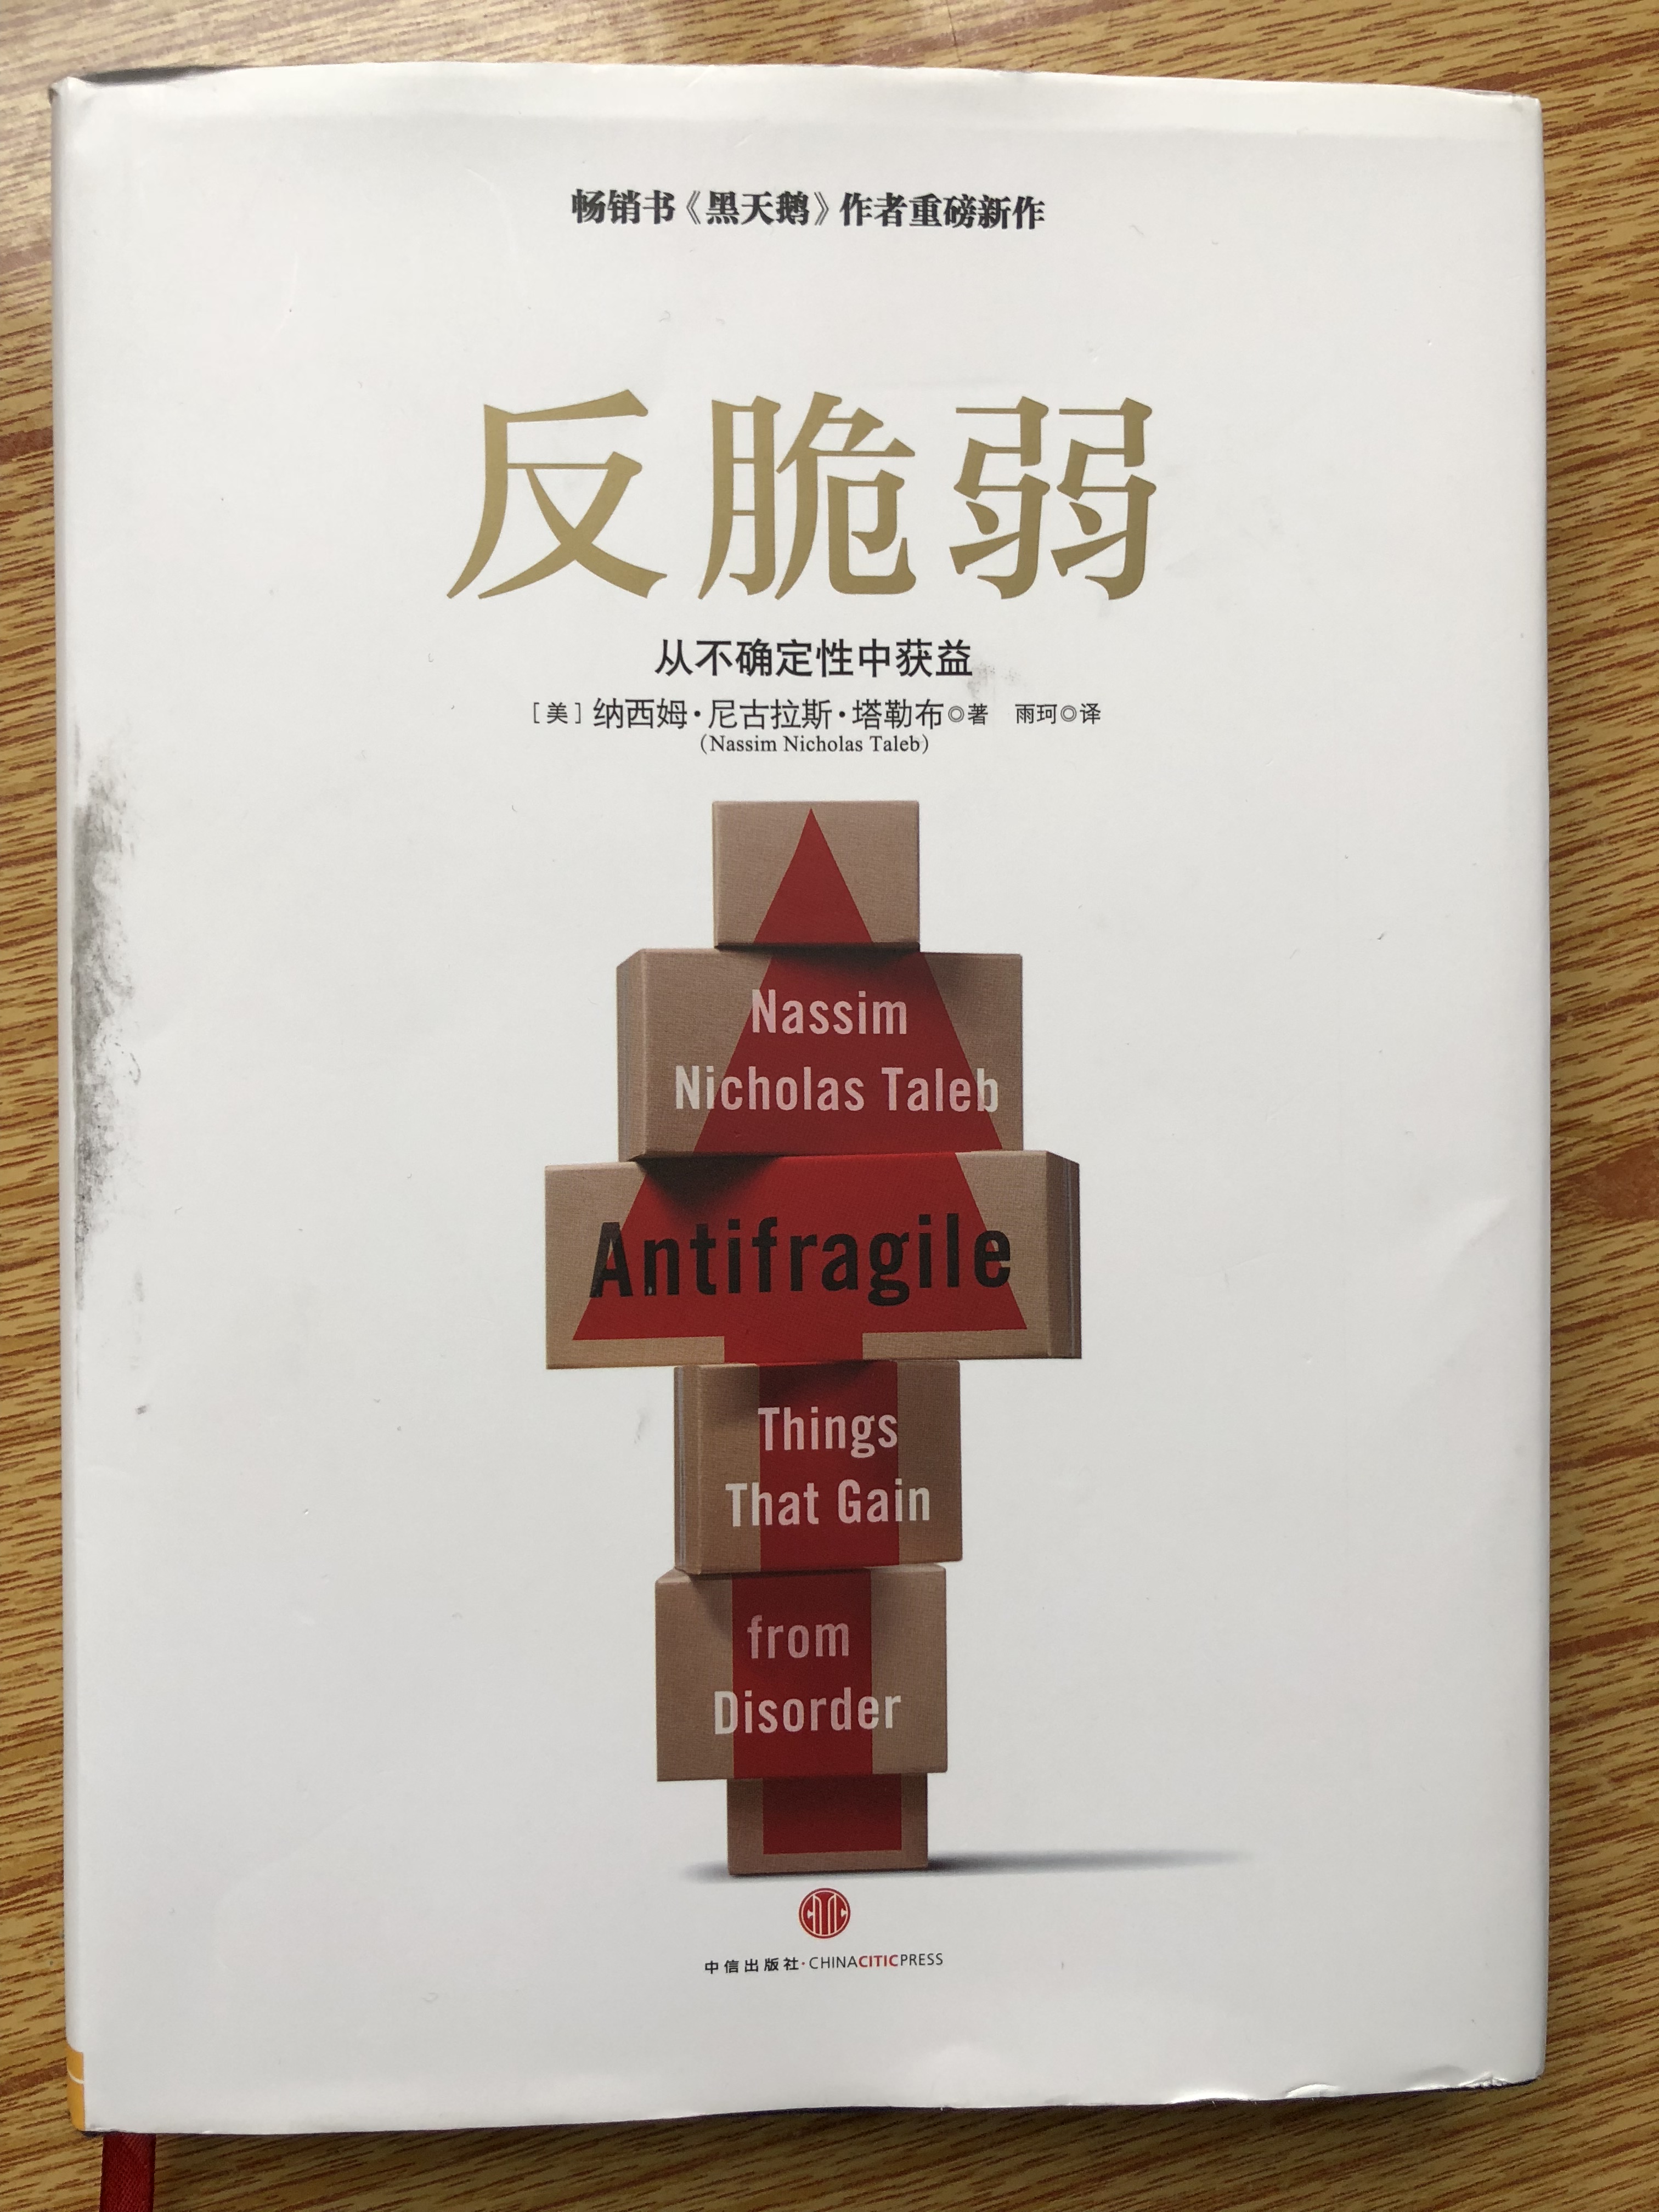 畅销书《黑天鹅》作者重磅新作
反脆弱
从不确定性中获益
［美］纳西姆·尼古拉斯·塔勒布◎著 雨珂◎译
(Nassim Nicholas Taleb)
Nassim
Nicholas Taleb
Antifragile
Things
That Gain
from
Disorder
中信出版社·CHINACITICPRESS